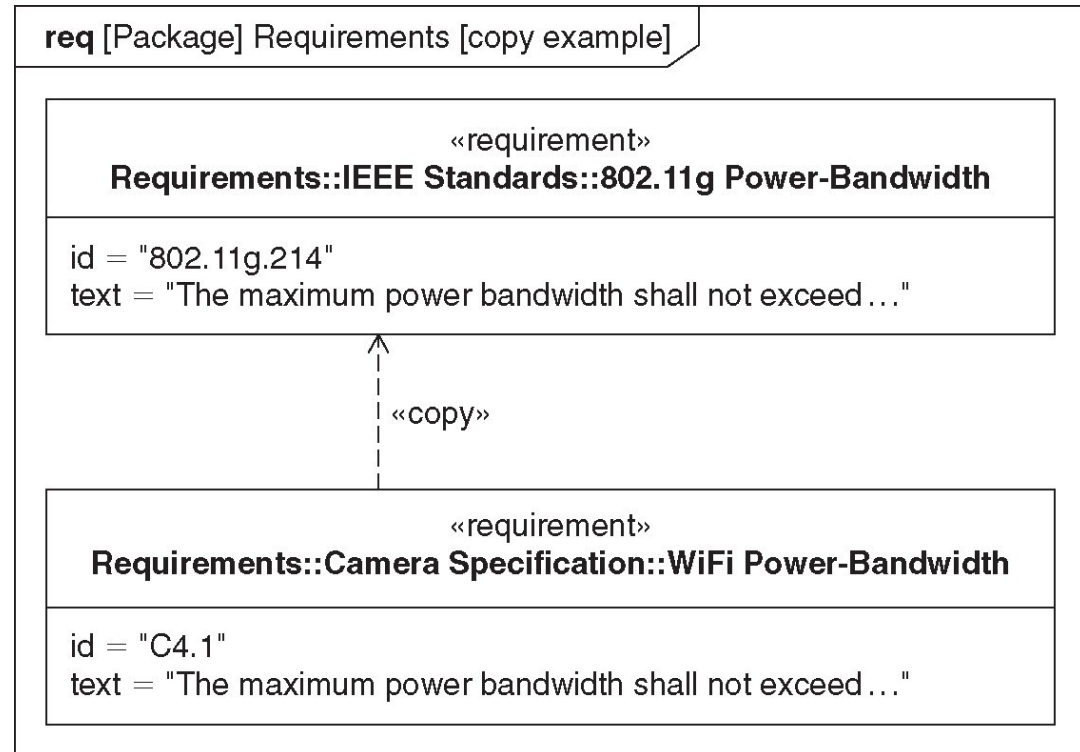 req [Package] Requirements [copy example]
«requirement»
Requirements::IEEE Standards::802.11g Power-Bandwidth
id = "802.11g.214"
text = "The maximum power bandwidth shall not exceed..."
«copy»
«requirement»
Requirements::Camera Specification::WiFi Power-Bandwidth
id = "C4.1"
text = "The maximum power bandwidth shall not exceed..."